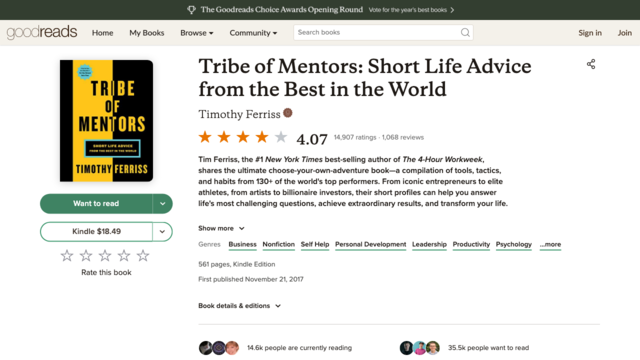 The Goodreads Choice Awards Opening Round Vote for the year's best books
goodreads Home My Books Browse Community Search books Sign in Join
Tribe of Mentors: Short Life Advice
from the Best in the World
Timothy Ferriss
4.07 14,907 ratings · 1,068 reviews
Tim Ferriss, the #1 New York Times best-selling author of The 4-Hour Workweek,
shares the ultimate choose-your-own-adventure book—a compilation of tools, tactics,
and habits from 130+ of the world's top performers. From iconic entrepreneurs to elite
athletes, from artists to billionaire investors, their short profiles can help you answer
life's most challenging questions, achieve extraordinary results, and transform your life.
Show more
Genres Business Nonfiction Self Help Personal Development Leadership Productivity Psychology ...more
561 pages, Kindle Edition
First published November 21, 2017
Book details & editions
14.6k people are currently reading
35.5k people want to read
TRIBE
OF
MENTORS
SHORT LIFE ADVICE
FROM THE BEST IN THE WORLD
TIMOTHY FERRISS
Want to read
Kindle $18.49
Rate this book